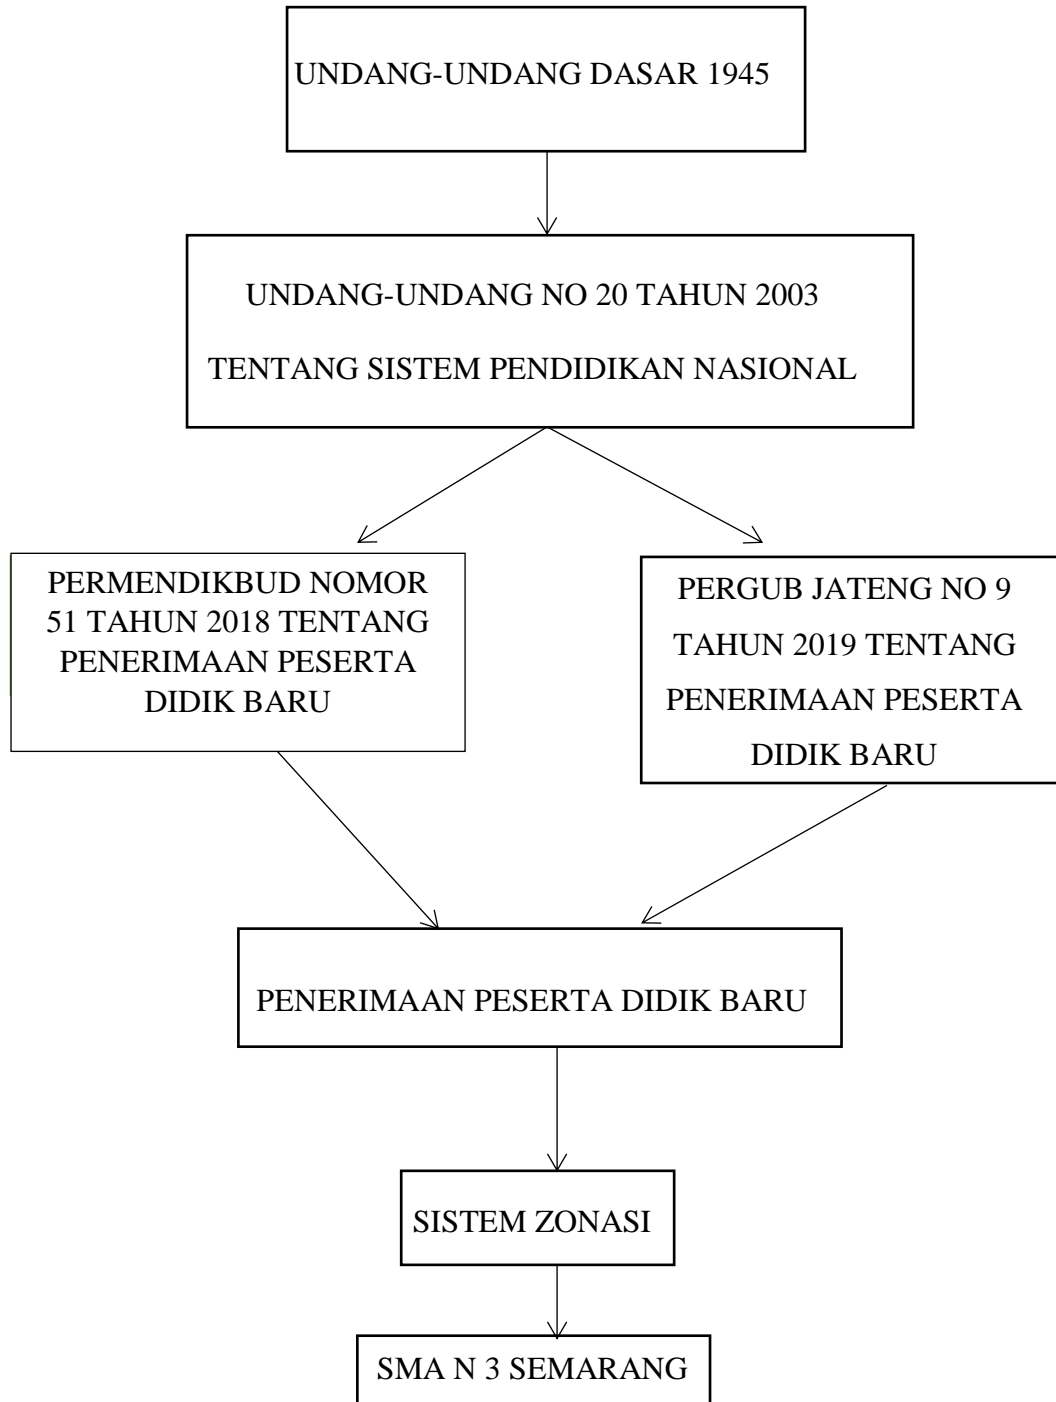 UNDANG-UNDANG DASAR 1945
UNDANG-UNDANG NO 20 TAHUN 2003
TENTANG SISTEM PENDIDIKAN NASIONAL
PERMENDIKBUD NOMOR
51 TAHUN 2018 TENTANG
PENERIMAAN PESERTA
DIDIK BARU
PERGUB JATENG NO 9
TAHUN 2019 TENTANG
PENERIMAAN PESERTA
DIDIK BARU
PENERIMAAN PESERTA DIDIK BARU
SISTEM ZONASI
SMA N 3 SEMARANG